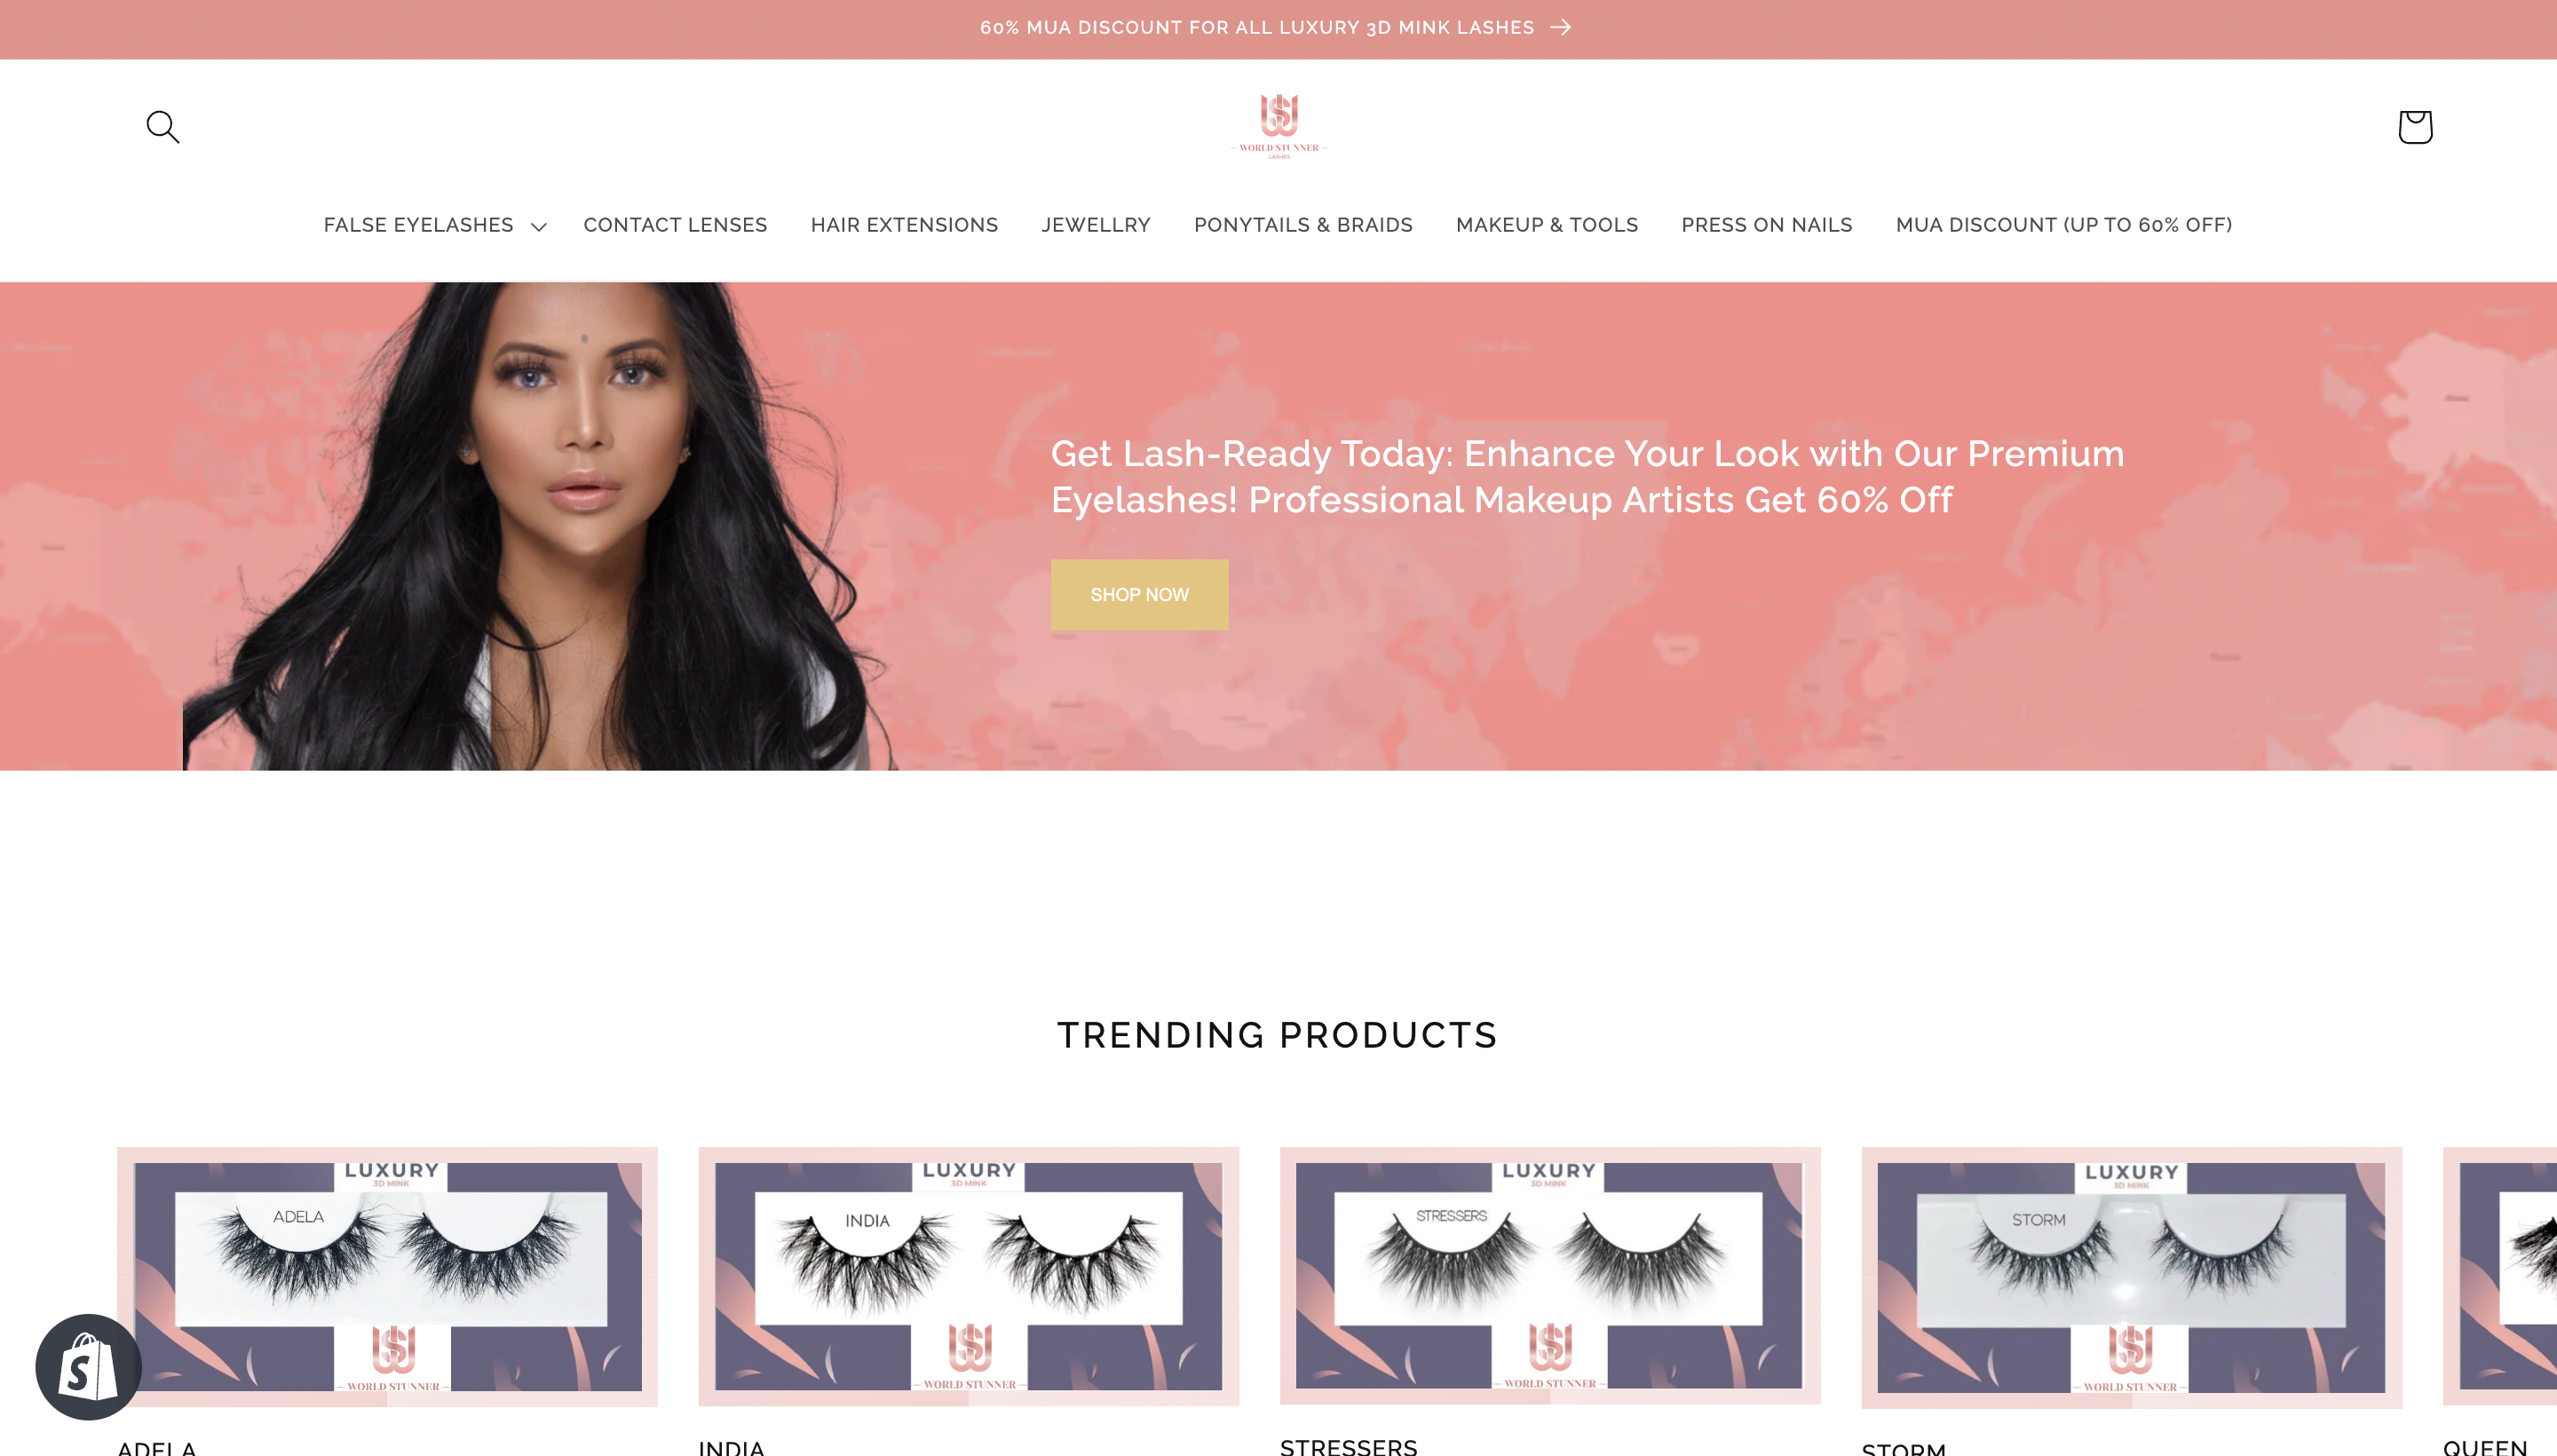 60% MUA DISCOUNT FOR ALL LUXURY 3D MINK LASHES
WORLD STUNNER
LASHES
FALSE EYELASHES
CONTACT LENSES
HAIR EXTENSIONS
JEWELLRY
PONYTAILS & BRAIDS
MAKEUP & TOOLS
PRESS ON NAILS
MUA DISCOUNT (UP TO 60% OFF)
Get Lash-Ready Today: Enhance Your Look with Our Premium
Eyelashes! Professional Makeup Artists Get 60% Off
SHOP NOW
TRENDING PRODUCTS
LUXURY
3D MINK
ADELA
WORLD STUNNER
LUXURY
3D MINK
INDIA
WORLD STUNNER
LUXURY
3D MINK
STRESSERS
WORLD STUNNER
LUXURY
3D MINK
STORM
WORLD STUNNER
ADELA
INDIA
STRESSERS
STORM
QUEEN